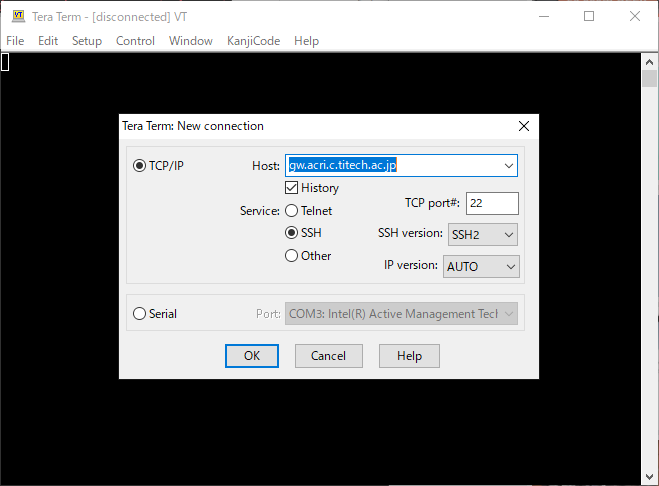 VT Tera Term - [disconnected] VT
File Edit Setup Control Window KanjiCode Help
Tera Term: New connection
TCP/IP Host: gw.acri.c.titech.ac.jp
History
Service: Telnet TCP port#: 22
SSH SSH version: SSH2
Other IP version: AUTO
Serial Port: COM3: Intel(R) Active Management Tech
OK Cancel Help